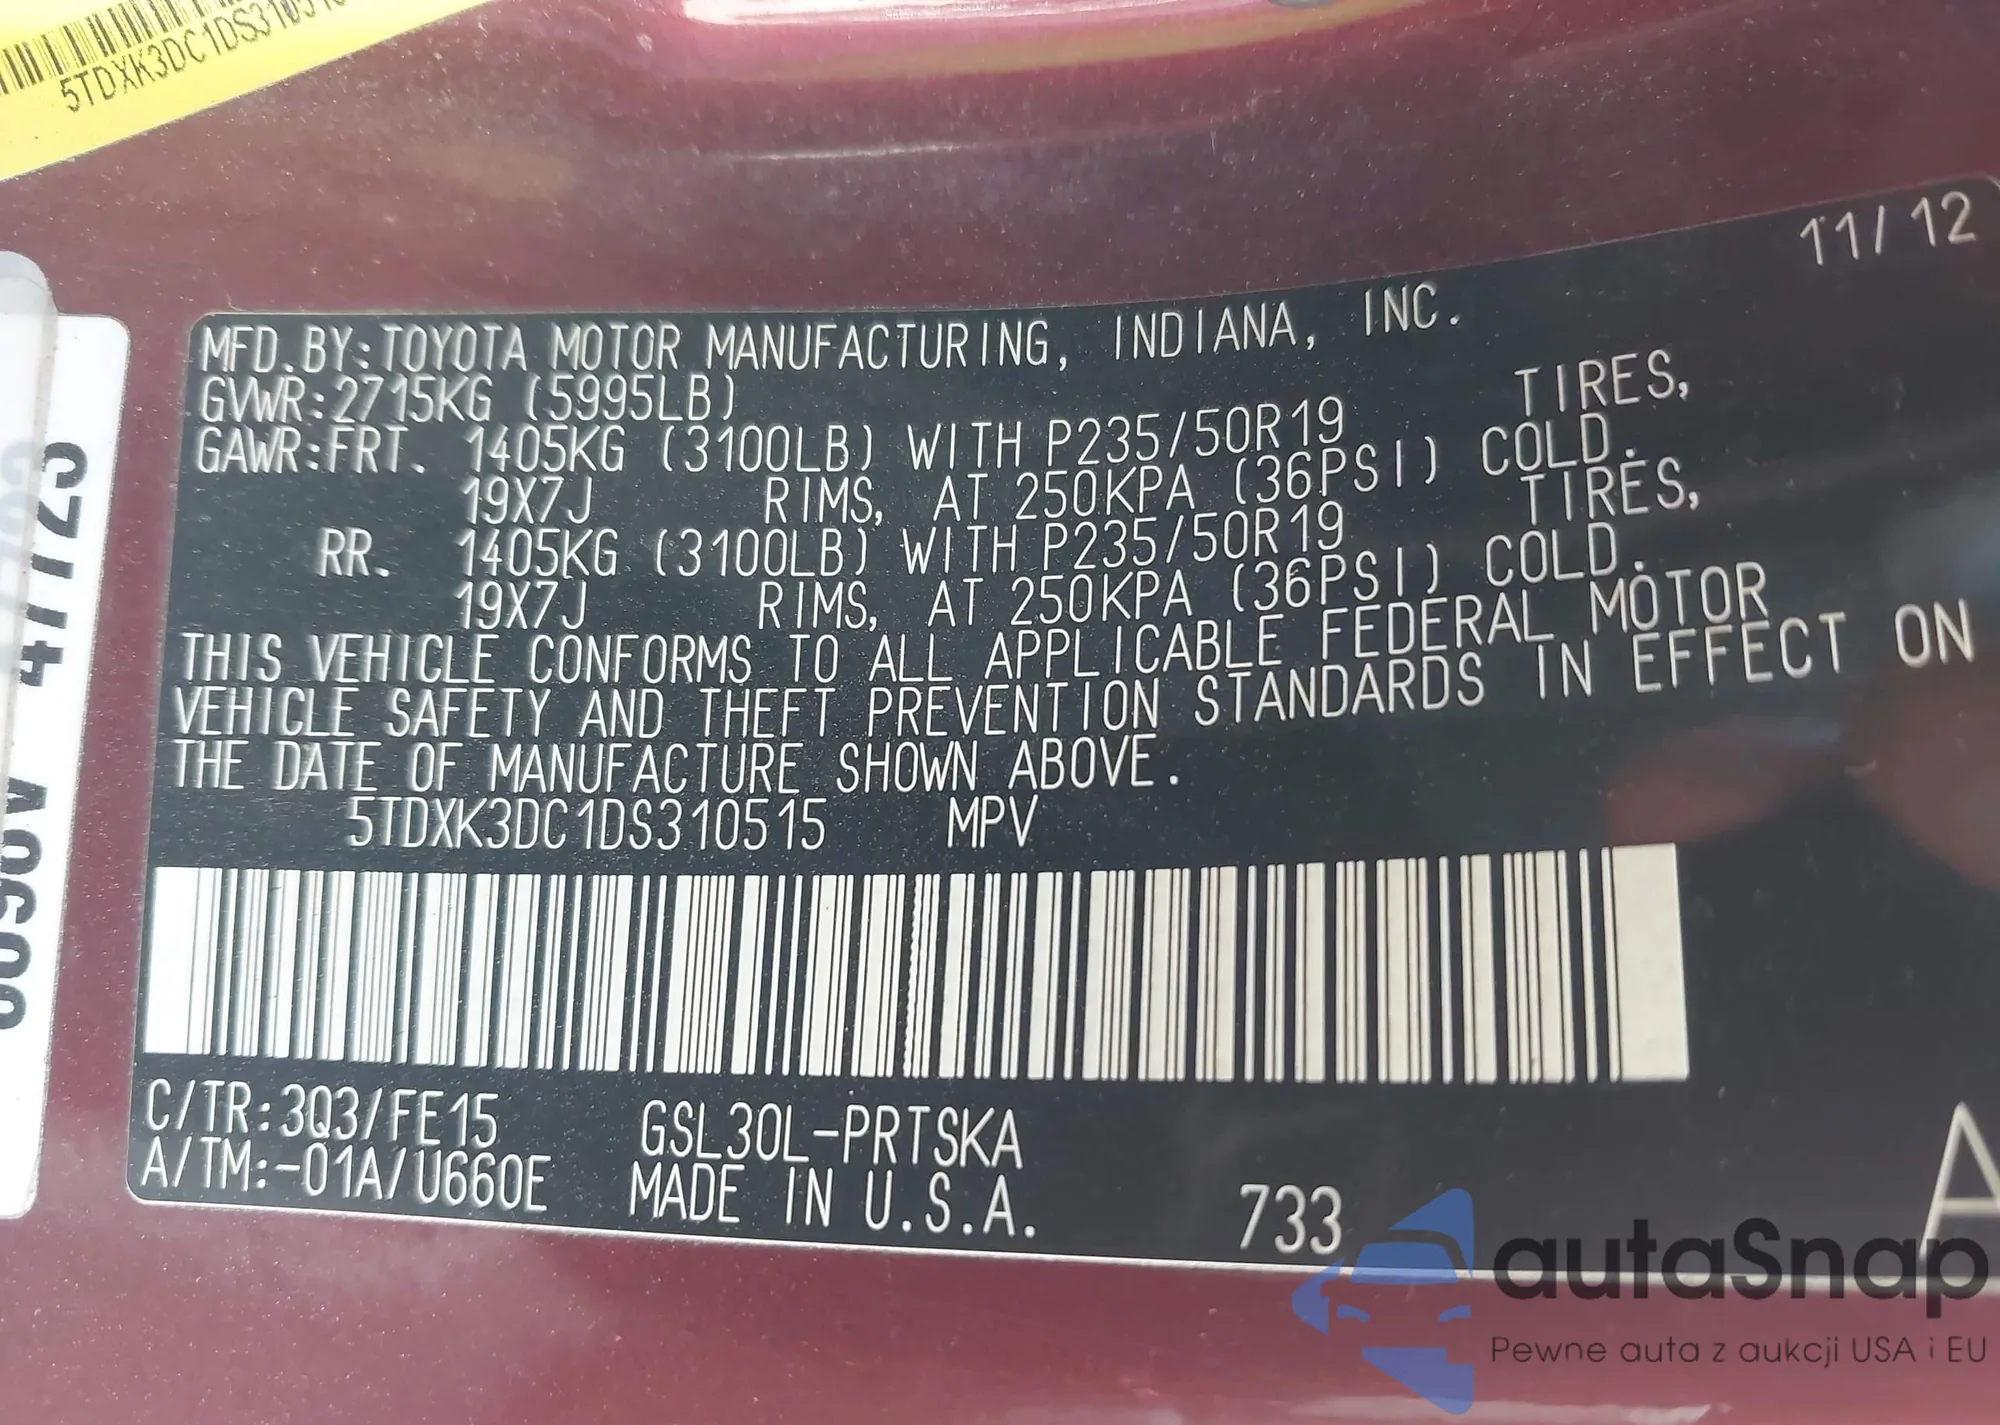 5TDXK3DC1DS310515
11/12
MFD.BY:TOYOTA MOTOR MANUFACTURING, INDIANA, INC.
GVWR:2715KG (5995LB)
GAWR:FRT. 1405KG (3100LB) WITH P235/50R19 TIRES,
19X7J RIMS, AT 250KPA (36PSI) COLD.
RR. 1405KG (3100LB) WITH P235/50R19 TIRES,
19X7J RIMS, AT 250KPA (36PSI) COLD.
THIS VEHICLE CONFORMS TO ALL APPLICABLE FEDERAL MOTOR
VEHICLE SAFETY AND THEFT PREVENTION STANDARDS IN EFFECT ON
THE DATE OF MANUFACTURE SHOWN ABOVE.
5TDXK3DC1DS310515 MPV
C/TR:3Q3/FE15 GSL30L-PRTSKA
A/TM:-01A/U660E MADE IN U.S.A. 733
A
autaSnap
Pewne auta z aukcji USA i EU